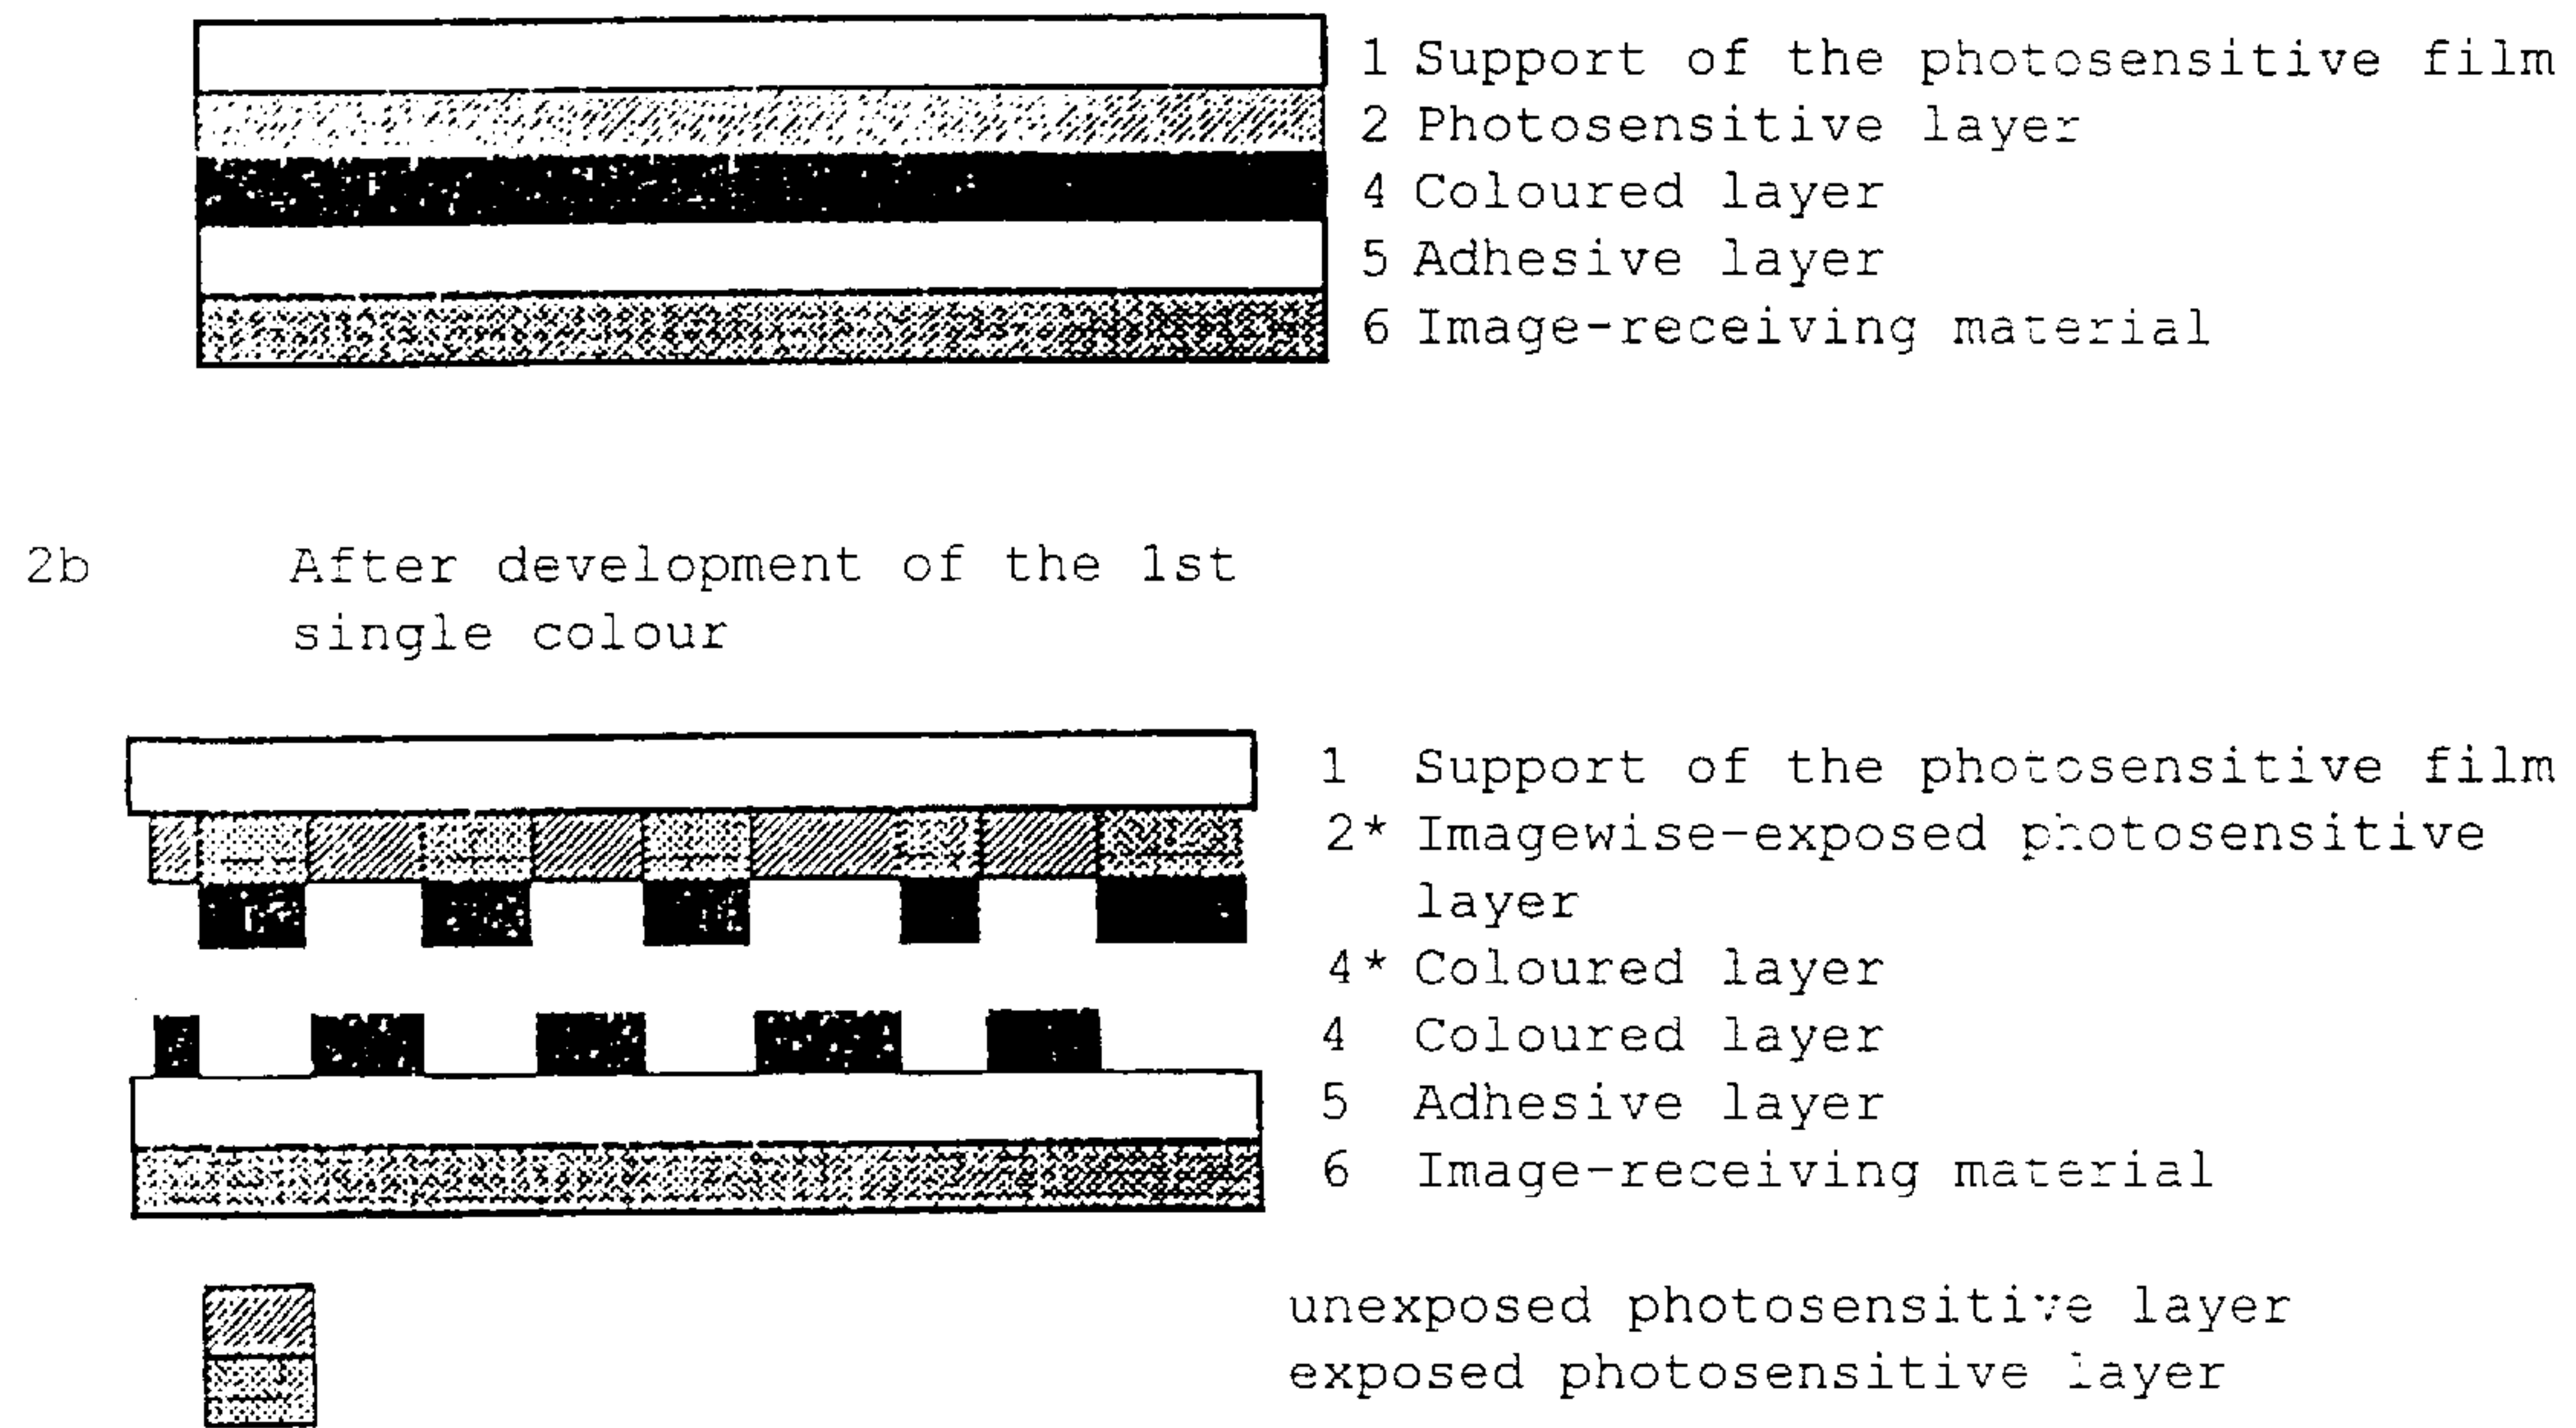 1 Support of the photosensitive film
2 Photosensitive layer
4 Coloured layer
5 Adhesive layer
6 Image-receiving material
2b After development of the 1st
single colour
1 Support of the photosensitive film
2* Imagewise-exposed photosensitive
layer
4* Coloured layer
4 Coloured layer
5 Adhesive layer
6 Image-receiving material
unexposed photosensitive layer
exposed photosensitive layer